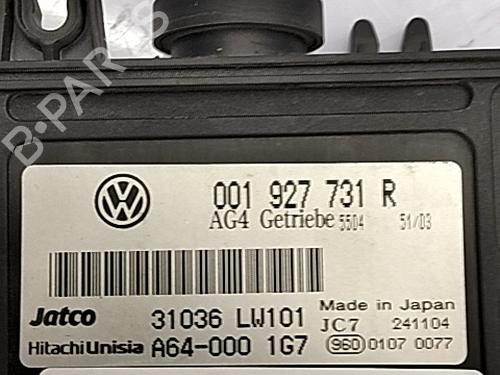 B-PARTS
001 927 731 R
AG4 Getriebe 5504 51/03
Jatco 31036 LW101 Made in Japan
JC7 241104
HitachiUnisia A64-000 1G7 960 0107 0077